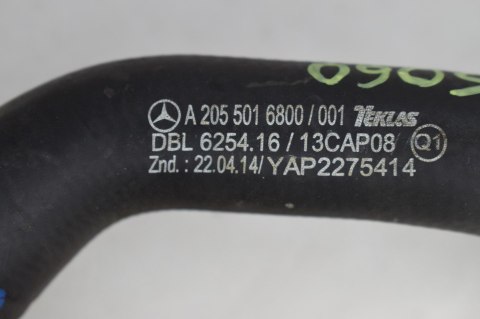 A 205 501 6800 / 001 TEKLAS
DBL 6254.16 / 13CAP08 Q1
Znd. : 22.04.14/ YAP2275414